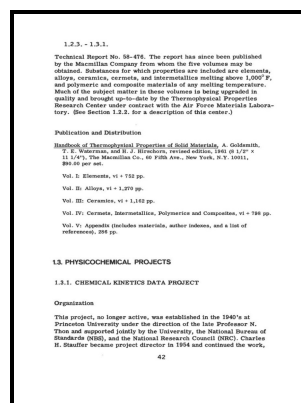 1.2.3. - 1.3.1.
Technical Report No. 58-476. The report has since been published
by the Macmillan Company from whom the five volumes may be
obtained. Substances for which properties are included are elements,
alloys, ceramics, cermets, and intermetallics melting above 1,000°F,
and polymeric and composite materials of any melting temperature.
Much of the subject matter in these volumes is being upgraded in
quality and brought up-to-date by the Thermophysical Properties
Research Center under contract with the Air Force Materials Labora-
tory. (See Section 1.2.2. for a description of this center.)
Publication and Distribution
Handbook of Thermophysical Properties of Solid Materials, A. Goldsmith,
T. E. Waterman, and H. J. Hirschorn, revised edition, 1961 (8 1/2" ×
11 1/4"), The Macmillan Co., 60 Fifth Ave., New York, N.Y. 10011,
$90.00 per set.
Vol. I: Elements, vi + 752 pp.
Vol. II: Alloys, vi + 1,270 pp.
Vol. III: Ceramics, vi + 1,162 pp.
Vol. IV: Cermets, Intermetallics, Polymerics and Composites, vi + 798 pp.
Vol. V: Appendix (includes materials, author indexes, and a list of
references), 286 pp.
1.3. PHYSICOCHEMICAL PROJECTS
1.3.1. CHEMICAL KINETICS DATA PROJECT
Organization
This project, no longer active, was established in the 1940's at
Princeton University under the direction of the late Professor N.
Thon and supported jointly by the University, the National Bureau of
Standards (NBS), and the National Research Council (NRC). Charles
H. Stauffer became project director in 1954 and continued the work,
42